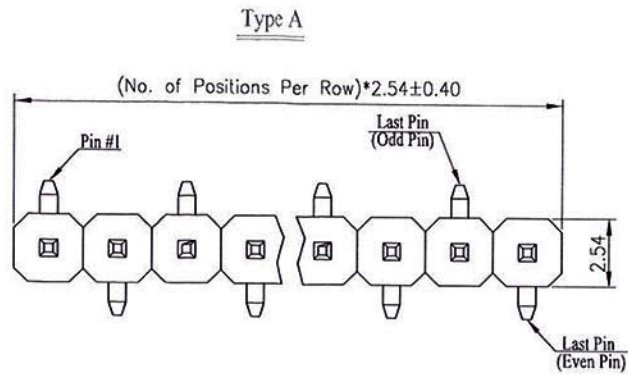 Type A
(No. of Positions Per Row)*2.54±0.40
Pin #1
Last Pin
(Odd Pin)
2.54
Last Pin
(Even Pin)